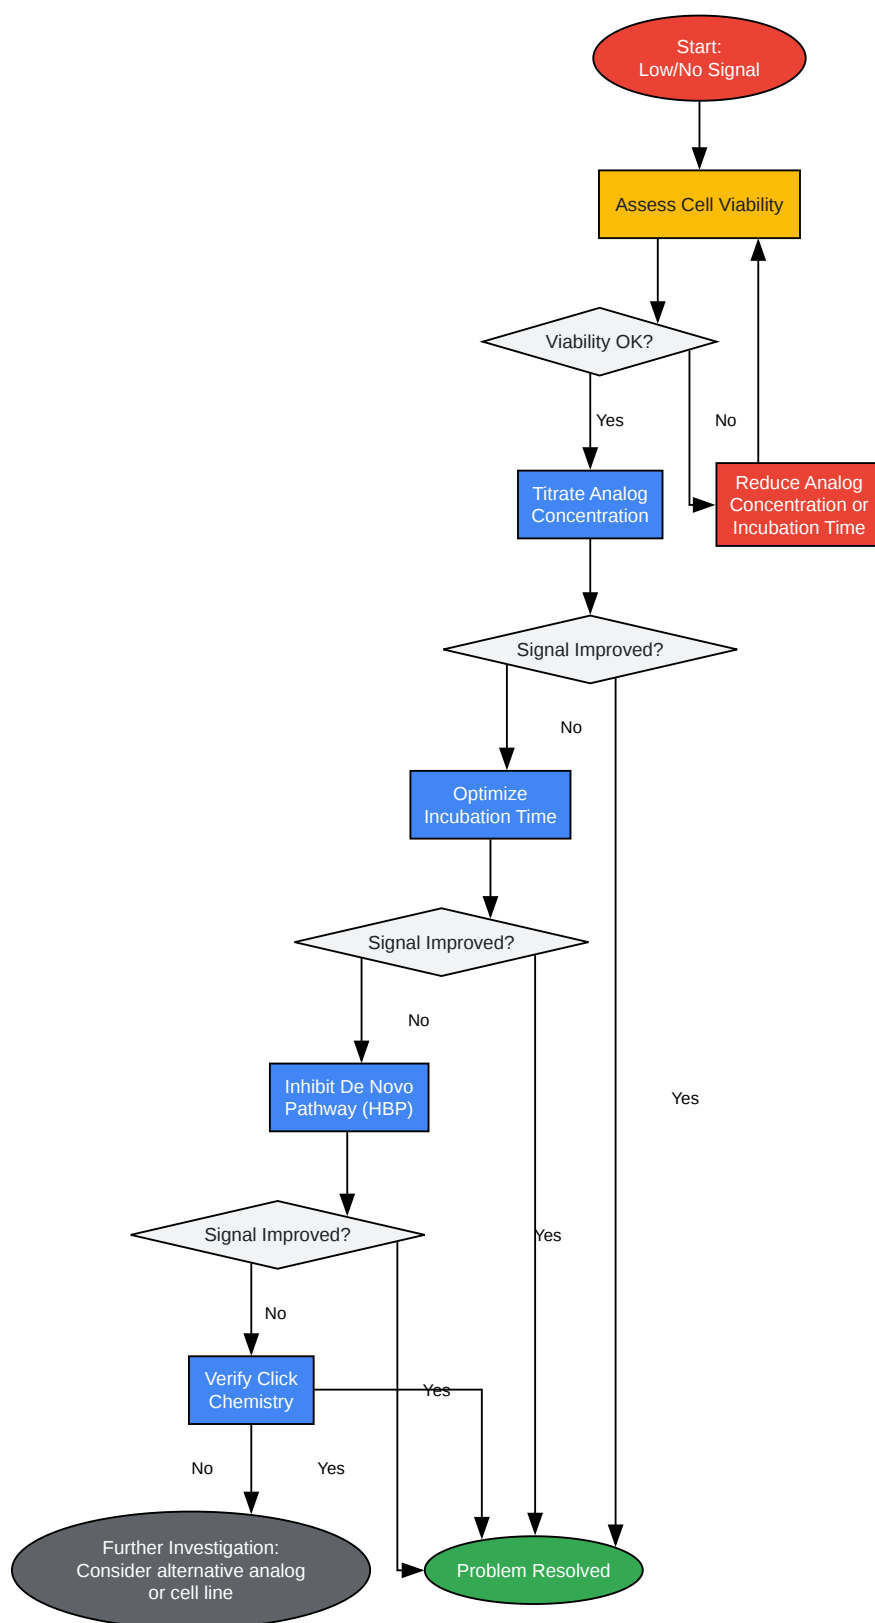 Start:
Low/No Signal
Assess Cell Viability
Viability OK?
Yes
No
Titrate Analog
Concentration
Reduce Analog
Concentration or
Incubation Time
Signal Improved?
No
Optimize
Incubation Time
Signal Improved?
No
Inhibit De Novo
Pathway (HBP)
Yes
Signal Improved?
Yes
No
Verify Click
Chemistry
Yes
No
Yes
Further Investigation:
Consider alternative analog
or cell line
Problem Resolved